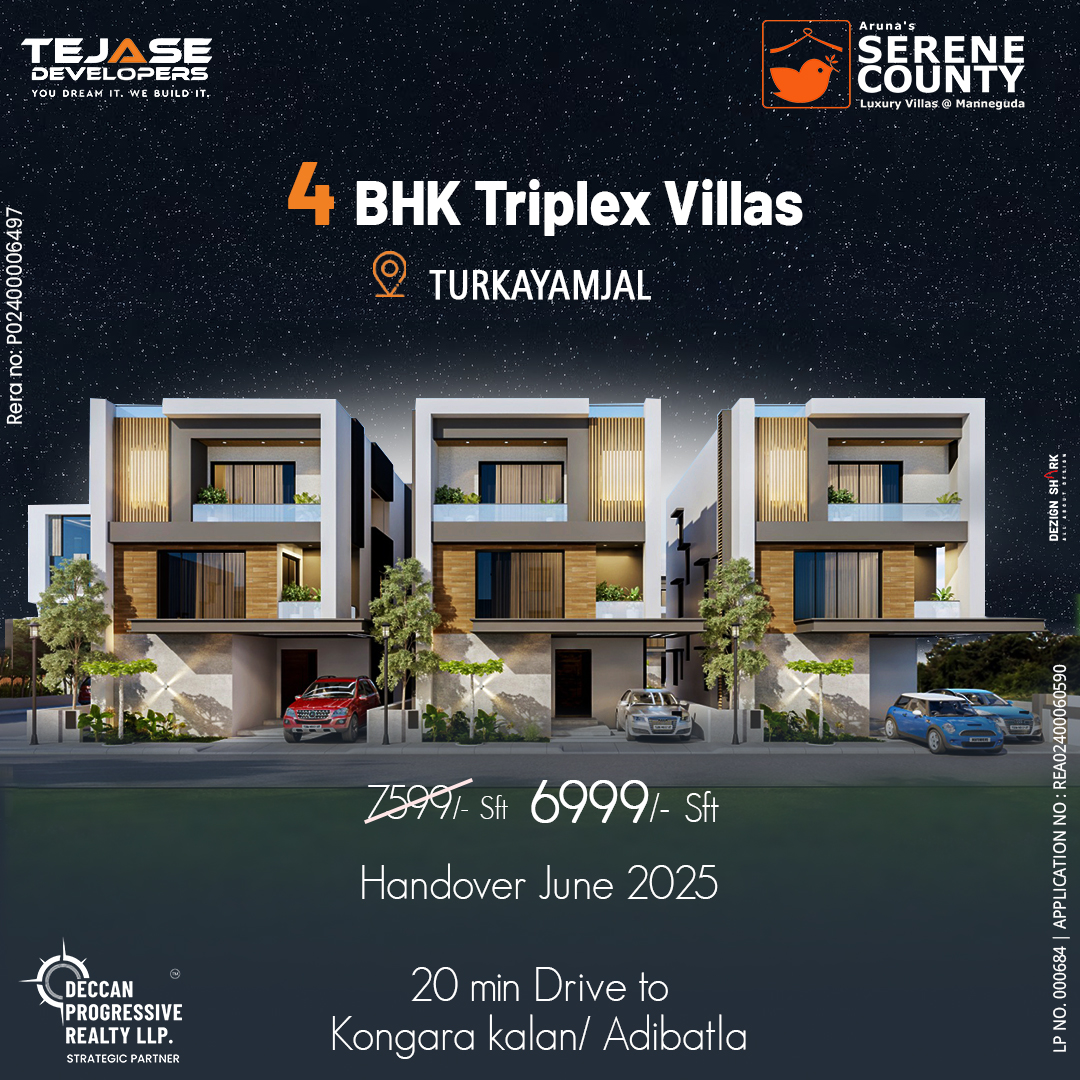 TEJASE
DEVELOPERS
YOU DREAM IT. WE BUILD IT.
Aruna's
SERENE
COUNTY
Luxury Villas @ Manneguda
4 BHK Triplex Villas
TURKAYAMJAL
Rera no: P02400006497
DEZIGN SHARK
7599/- Sft 6999/- Sft
Handover June 2025
20 min Drive to
Kongara kalan/ Adibatla
DECCAN
PROGRESSIVE
REALTY LLP.
STRATEGIC PARTNER
TM
LP NO. 000684 | APPLICATION NO : REA02400060590